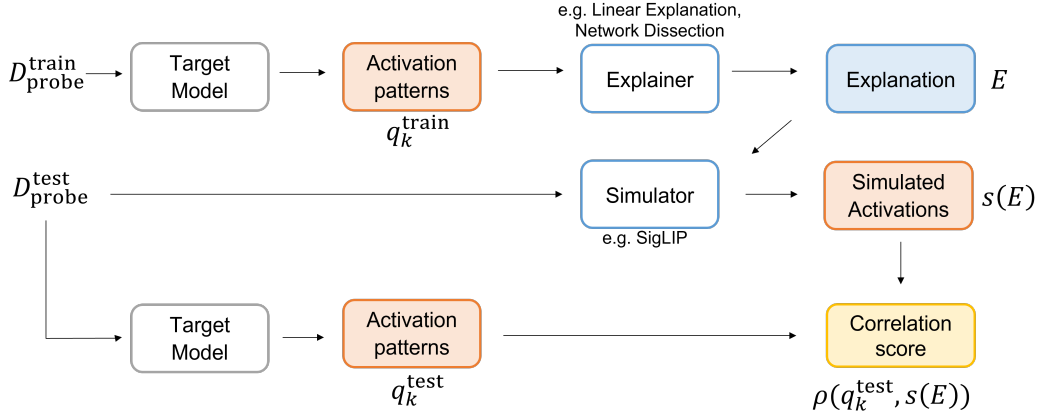 e.g. Linear Explanation,
Network Dissection
D_probe^train
Target
Model
Activation
patterns
q_k^train
Explainer
Explanation
E
D_probe^test
Simulator
e.g. SigLIP
Simulated
Activations
s(E)
Target
Model
Activation
patterns
q_k^test
Correlation
score
ρ(q_k^test, s(E))